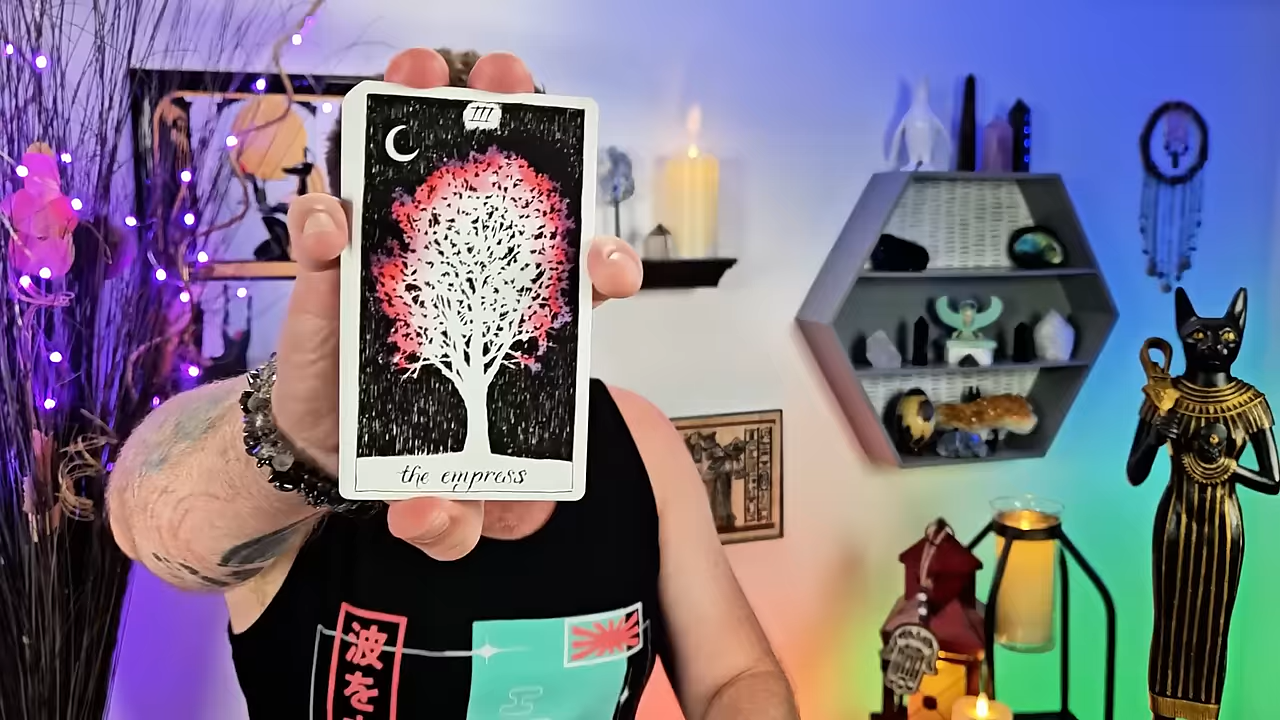 III
the empress
波
を